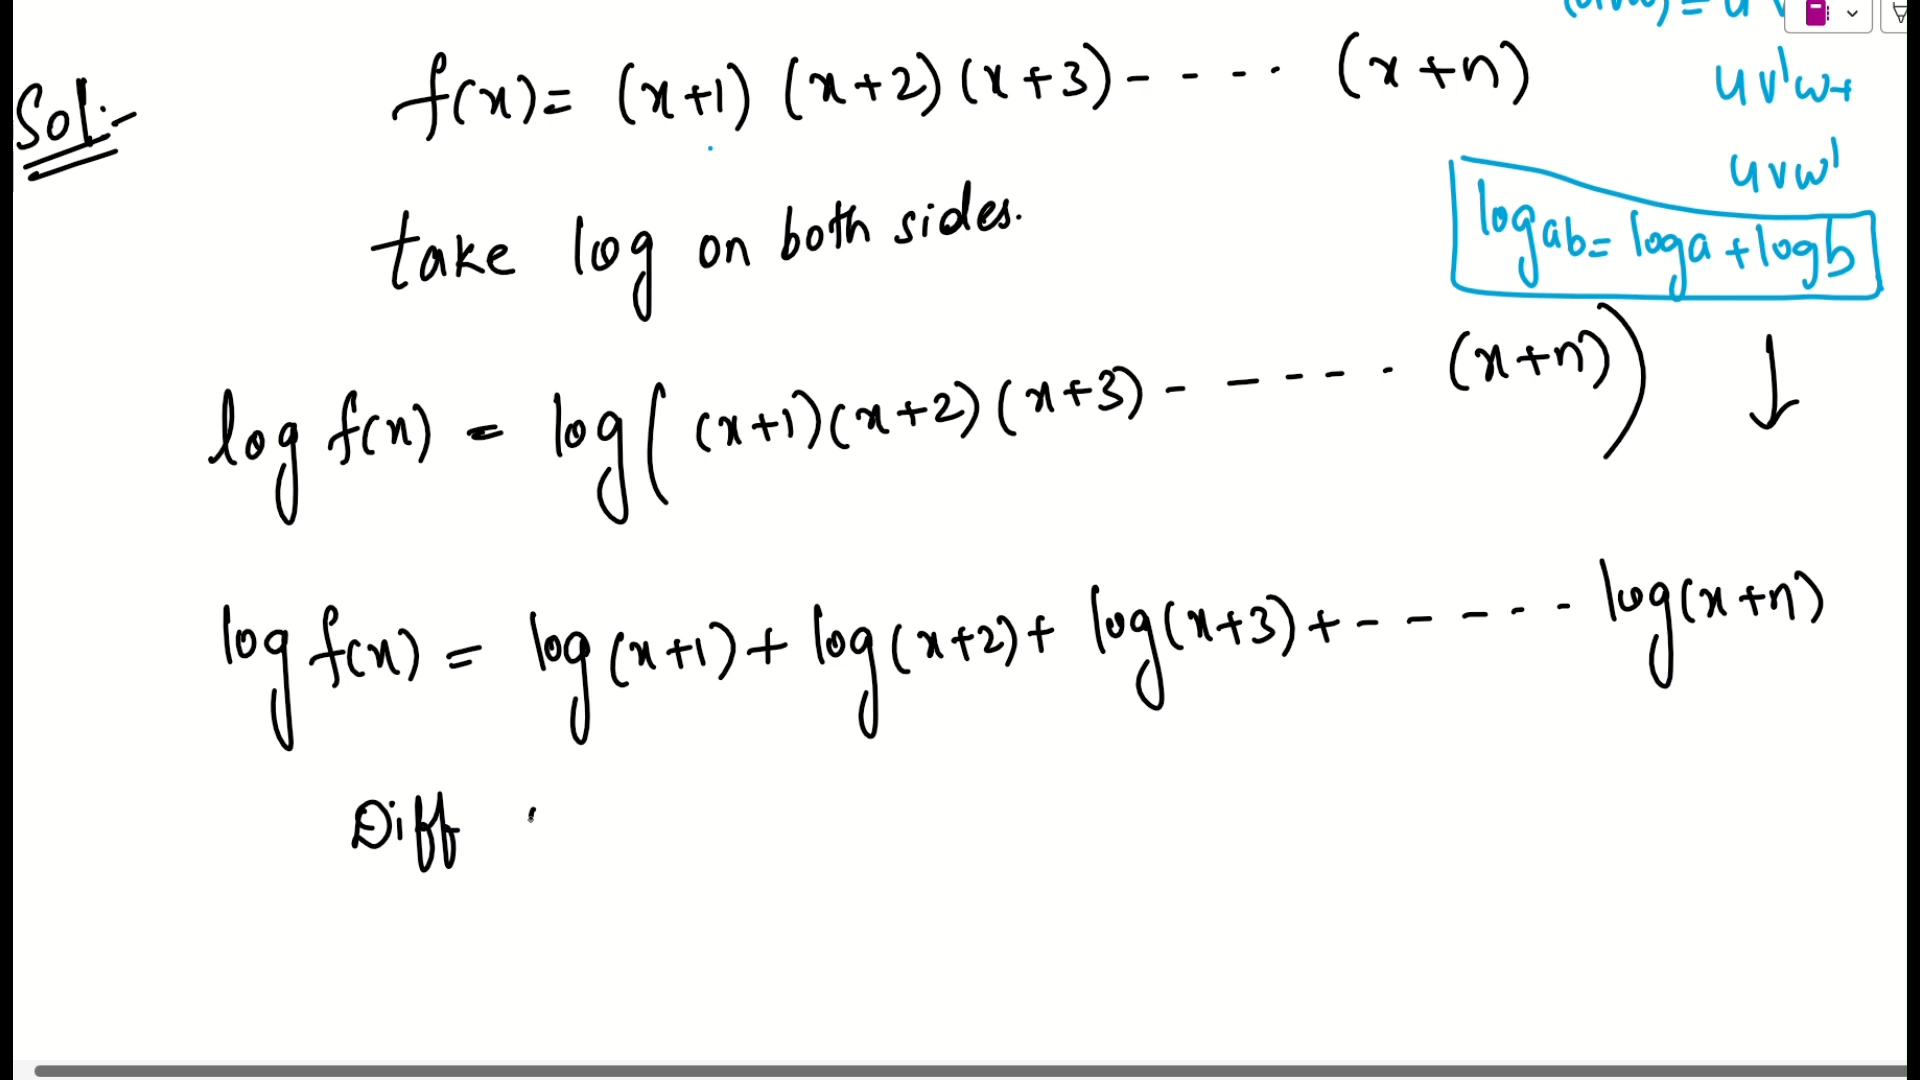 Sol:-
f(x)= (x+1) (x+2) (x+3)- - - - · (x+n)
take log on both sides.
log f(x) = log( (x+1)(x+2)(x+3)- - - - - · (x+n))
log f(x) = log(x+1)+ log(x+2)+ log(x+3)+ - - - - - log(x+n)
Diff
uv'w+
uvw'
log ab= log a + log b